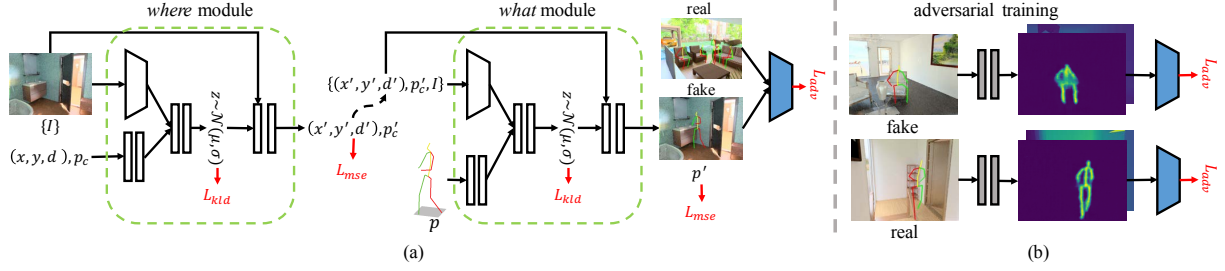 where module
{I}
(x, y, d ), p_c
z~𝒩(μ, σ)
L_kld
(x′, y′, d′), p′_c
L_mse
what module
{(x′, y′, d′), p′_c, I}
p
z~𝒩(μ, σ)
L_kld
real
fake
p′
L_mse
L_adv
(a)
adversarial training
fake
L_adv
real
L_adv
(b)